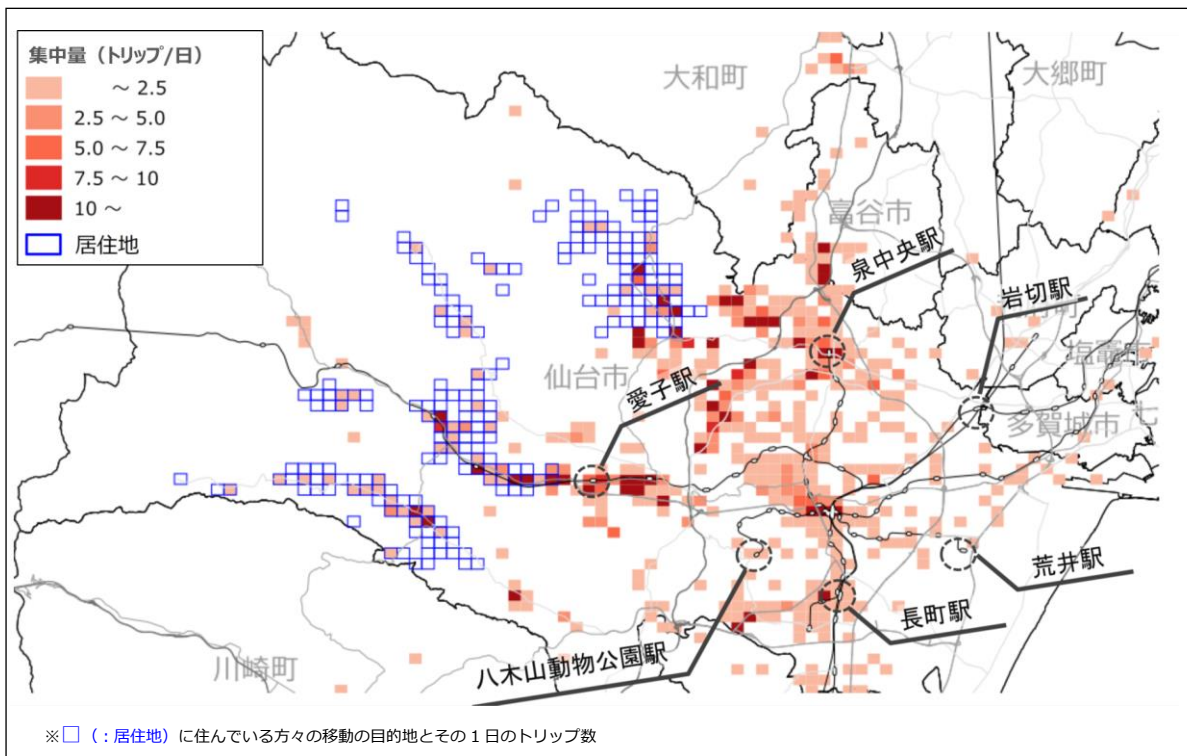 集中量（トリップ/日）
～ 2.5
2.5 ～ 5.0
5.0 ～ 7.5
7.5 ～ 10
10 ～
居住地
大和町
大郷町
富谷市
泉中央駅
岩切駅
塩竈市
仙台市
愛子駅
多賀城市
七
荒井駅
長町駅
八木山動物公園駅
川崎町
※□（：居住地）に住んでいる方々の移動の目的地とその 1 日のトリップ数